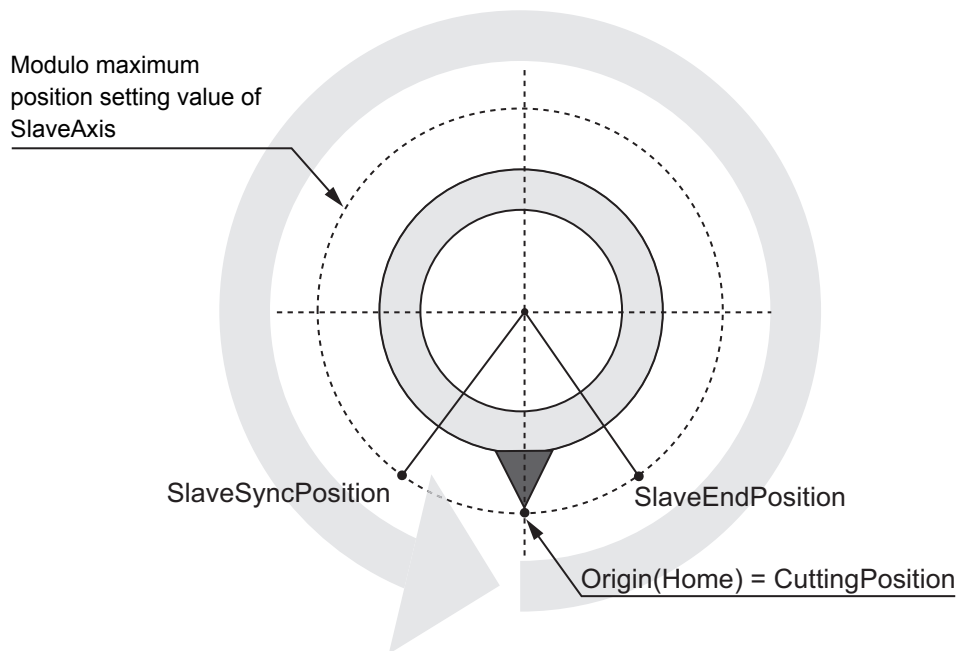 Modulo maximum
position setting value of
SlaveAxis
SlaveSyncPosition
SlaveEndPosition
Origin(Home) = CuttingPosition